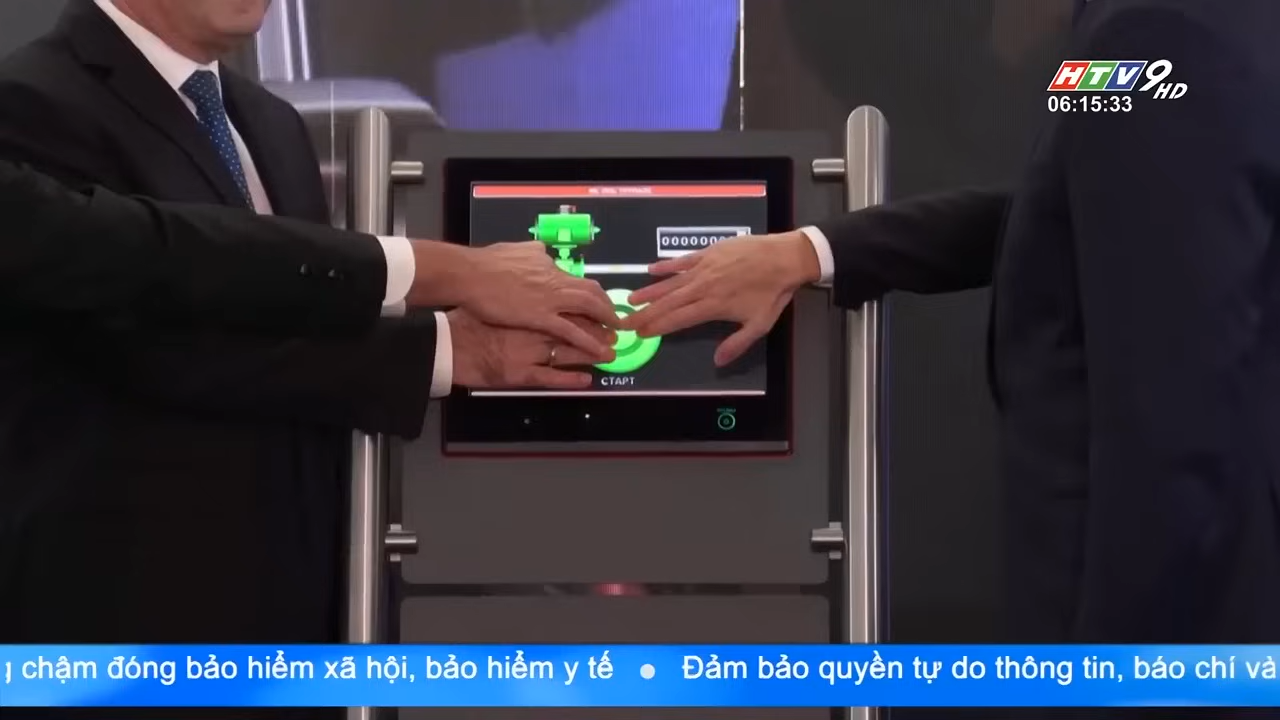 HTV9
HD
06:15:33
СТАРТ
g chậm đóng bảo hiểm xã hội, bảo hiểm y tế ● Đảm bảo quyền tự do thông tin, báo chí và